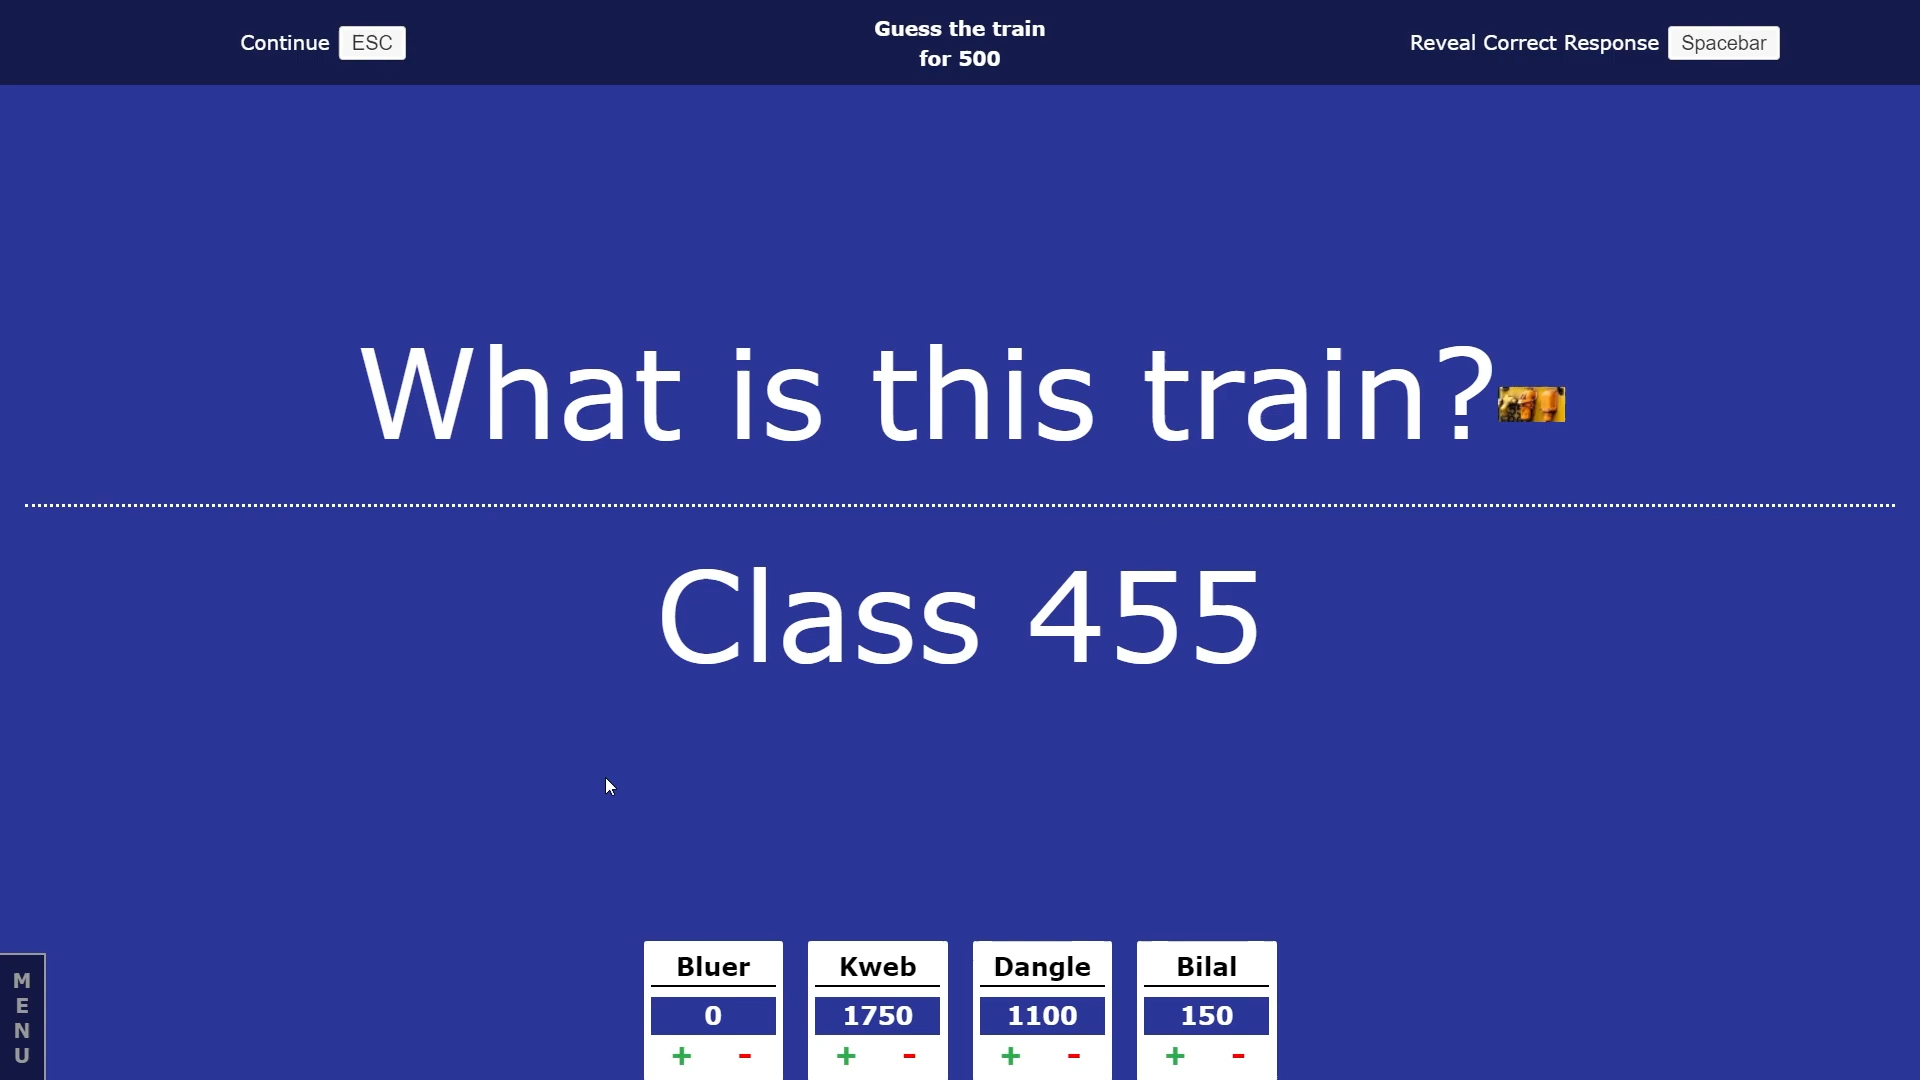 Continue ESC
Guess the train
for 500
Reveal Correct Response Spacebar
What is this train?
Class 455
MENU
Bluer Kweb Dangle Bilal
0 1750 1100 150
+ - + - + - + -